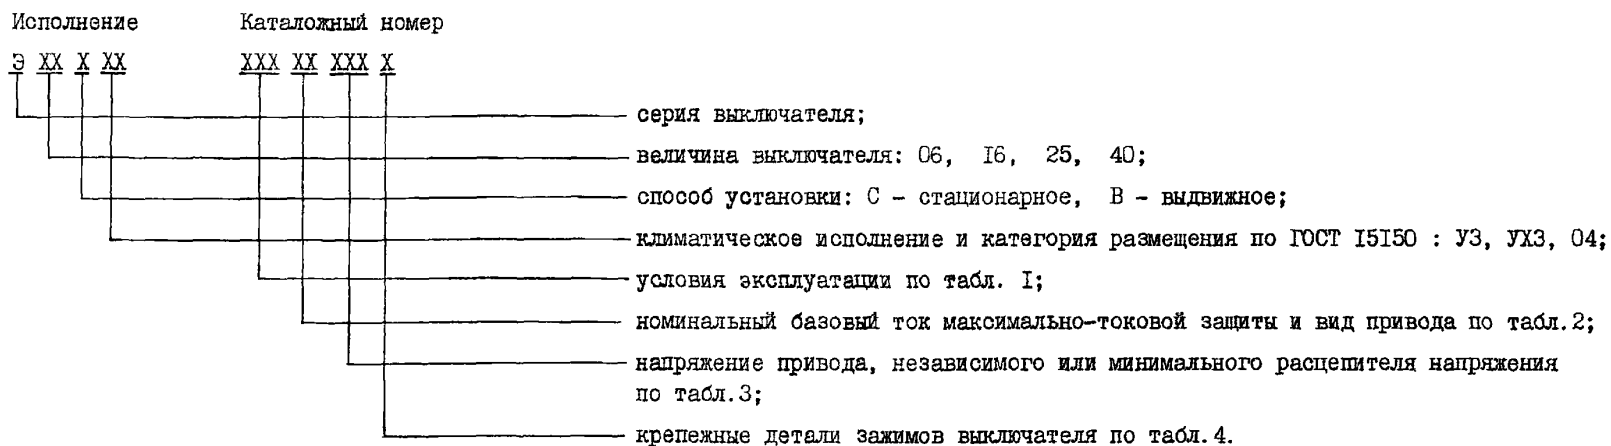 Исполнение Каталожный номер
Э XX X XX XXX XX XXX X
серия выключателя;
величина выключателя: 06, I6, 25, 40;
способ установки: С - стационарное, В - выдвижное;
климатическое исполнение и категория размещения по ГОСТ I5I50 : У3, УХ3, 04;
условия эксплуатации по табл. I;
номинальный базовый ток максимально-токовой защиты и вид привода по табл.2;
напряжение привода, независимого или минимального расцепителя напряжения
по табл.3;
крепежные детали зажимов выключателя по табл.4.